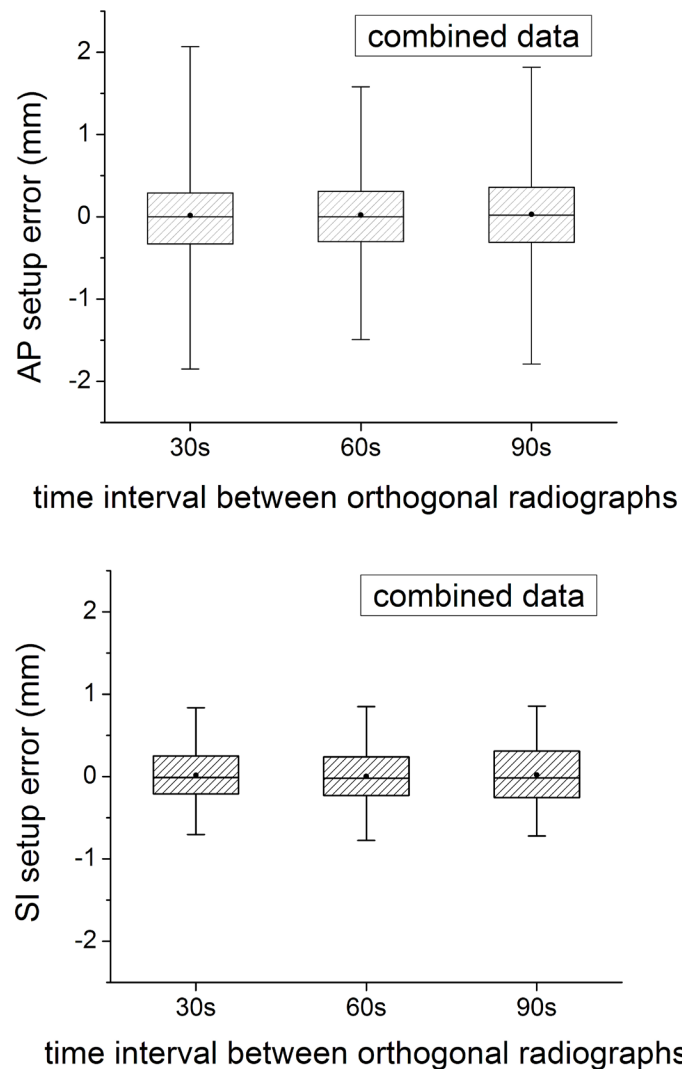 combined data
AP setup error (mm)
2
1
0
-1
-2
30s 60s 90s
time interval between orthogonal radiographs
combined data
SI setup error (mm)
2
1
0
-1
-2
30s 60s 90s
time interval between orthogonal radiographs